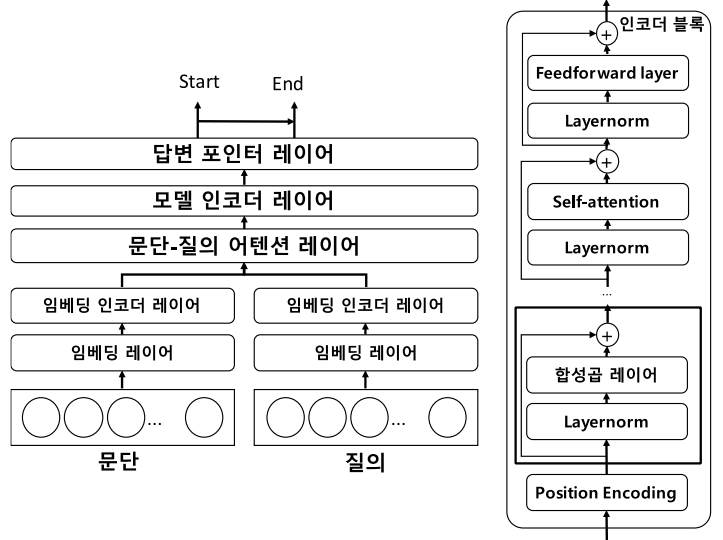 Start
End
답변 포인터 레이어
모델 인코더 레이어
문단-질의 어텐션 레이어
임베딩 인코더 레이어
임베딩 인코더 레이어
임베딩 레이어
임베딩 레이어
...
...
문단
질의
인코더 블록
+
Feedforward layer
Layernorm
+
Self-attention
Layernorm
...
+
합성곱 레이어
Layernorm
Position Encoding